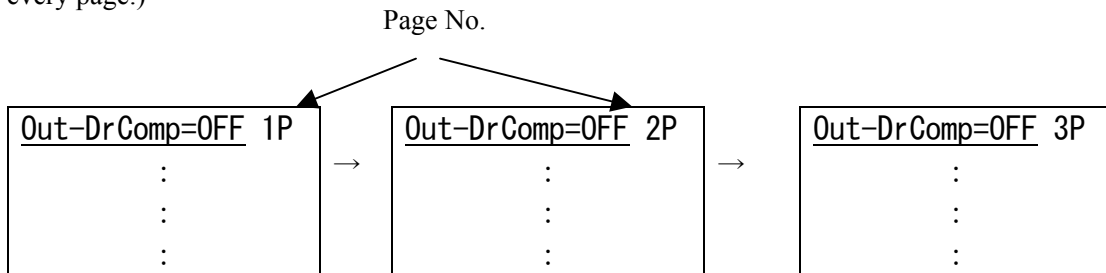 every page.)
Page No.
Out-DrComp=OFF 1P → Out-DrComp=OFF 2P → Out-DrComp=OFF 3P
: : :
: : :
: : :